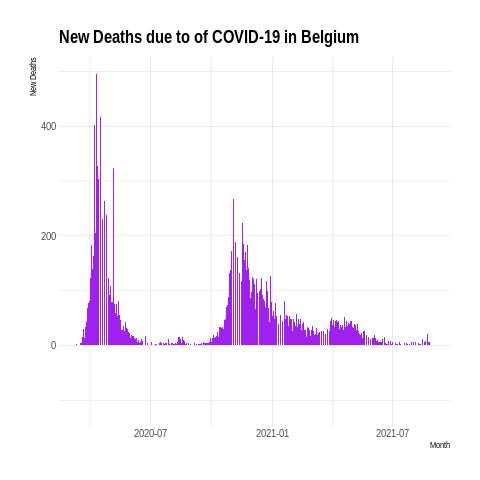 New Deaths due to of COVID-19 in Belgium
New Deaths
400
200
0
2020-07
2021-01
2021-07
Month